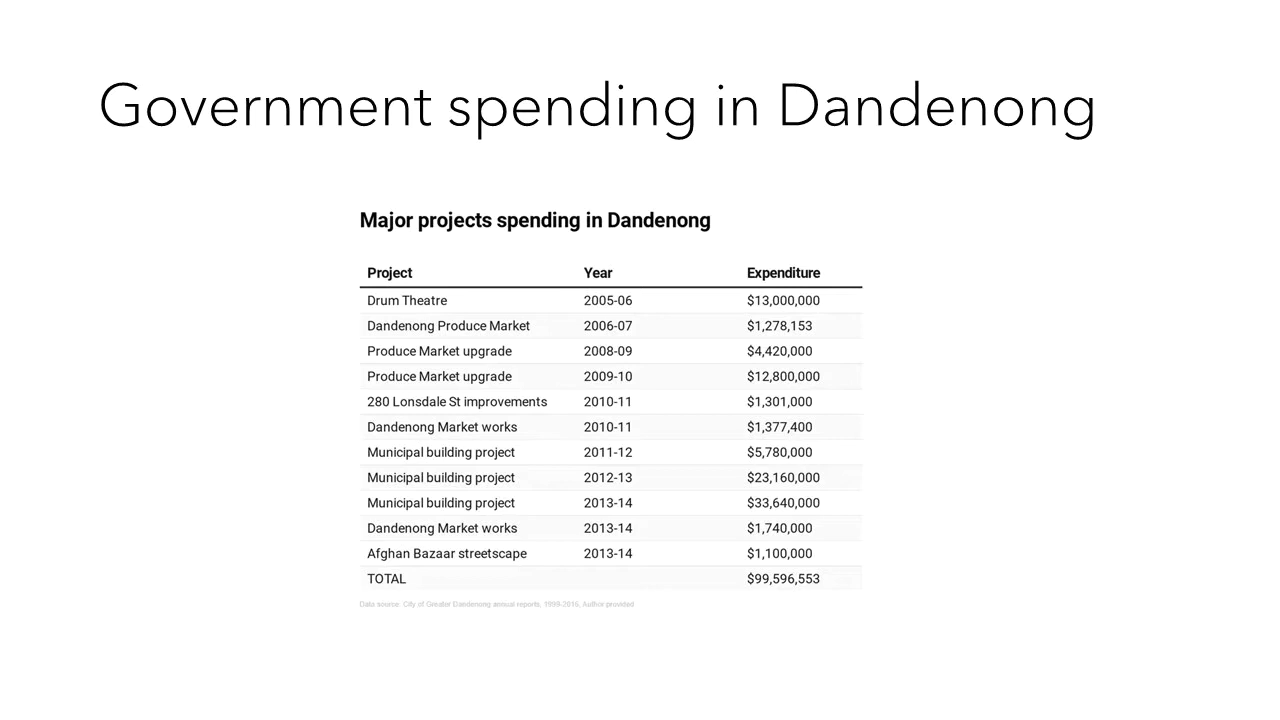 Government spending in Dandenong
Major projects spending in Dandenong
Project Year Expenditure
Drum Theatre 2005-06 $13,000,000
Dandenong Produce Market 2006-07 $1,278,153
Produce Market upgrade 2008-09 $4,420,000
Produce Market upgrade 2009-10 $12,800,000
280 Lonsdale St improvements 2010-11 $1,301,000
Dandenong Market works 2010-11 $1,377,400
Municipal building project 2011-12 $5,780,000
Municipal building project 2012-13 $23,160,000
Municipal building project 2013-14 $33,640,000
Dandenong Market works 2013-14 $1,740,000
Afghan Bazaar streetscape 2013-14 $1,100,000
TOTAL $99,596,553
Data source: City of Greater Dandenong annual reports, 1999-2016, Author provided